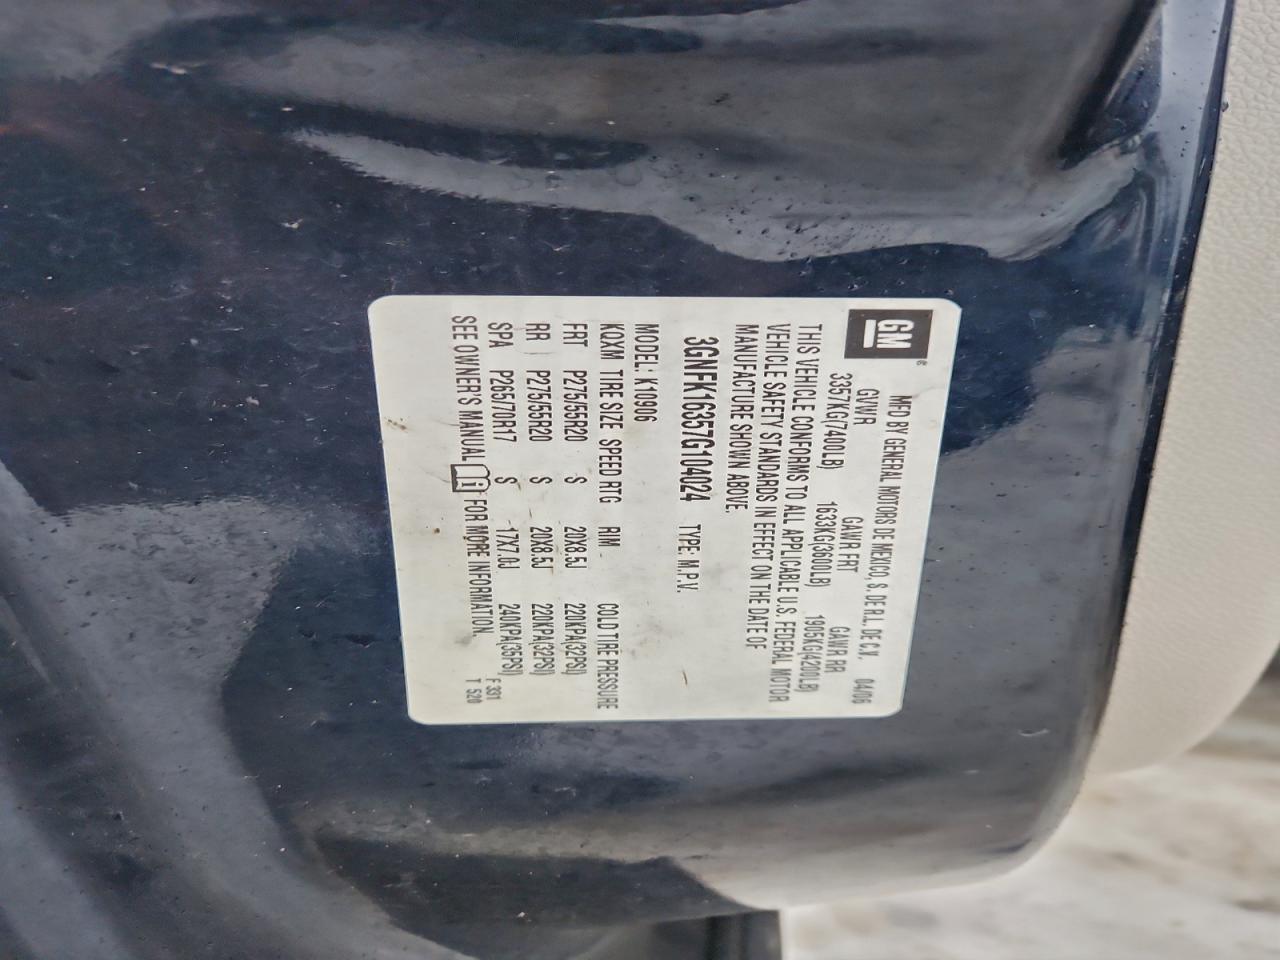 GM
MFD BY GENERAL MOTORS DE MEXICO, S. DE R.L. DE C.V. 04/06
GVWR GAWR FRT GAWR RR
3357KG(7400LB) 1633KG(3600LB) 1905KG(4200LB)
THIS VEHICLE CONFORMS TO ALL APPLICABLE U.S. FEDERAL MOTOR
VEHICLE SAFETY STANDARDS IN EFFECT ON THE DATE OF
MANUFACTURE SHOWN ABOVE.
3GNFK16357G104024 TYPE: M.P.V.
MODEL: K10906
KQXM TIRE SIZE SPEED RTG RIM COLD TIRE PRESSURE
FRT P275/55R20 S 20X8.5J 220KPA(32PSI)
RR P275/55R20 S 20X8.5J 220KPA(32PSI)
SPA P265/70R17 S 17X7.0J 240KPA(35PSI)
SEE OWNER'S MANUAL FOR MORE INFORMATION.
F 331
T 520